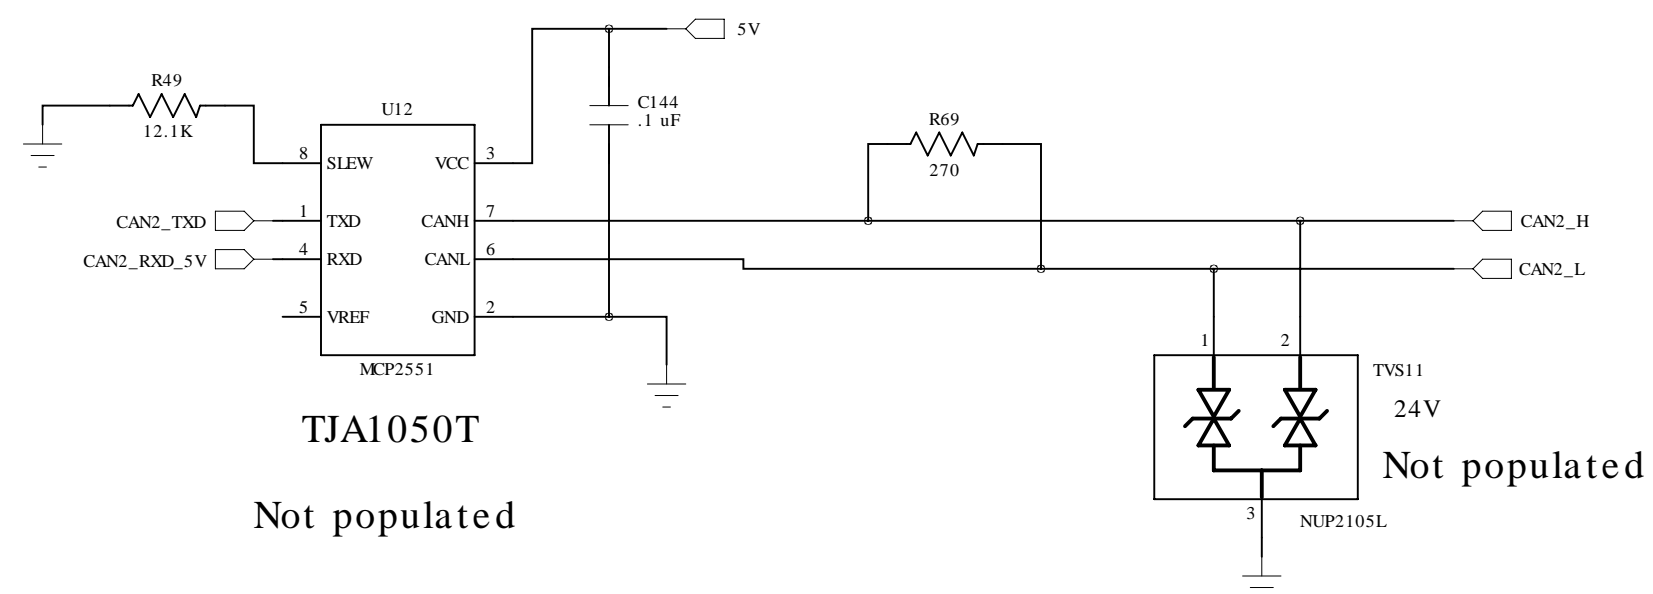 5V
R49
12.1K
U12
C144
.1 uF
R69
270
8 SLEW VCC 3
CAN2_TXD 1 TXD CANH 7
CAN2_H
CAN2_RXD_5V 4 RXD CANL 6
CAN2_L
5 VREF GND 2
MCP2551
1 2
TVS11
24V
TJA1050T
Not populated
Not populated
3
NUP2105L